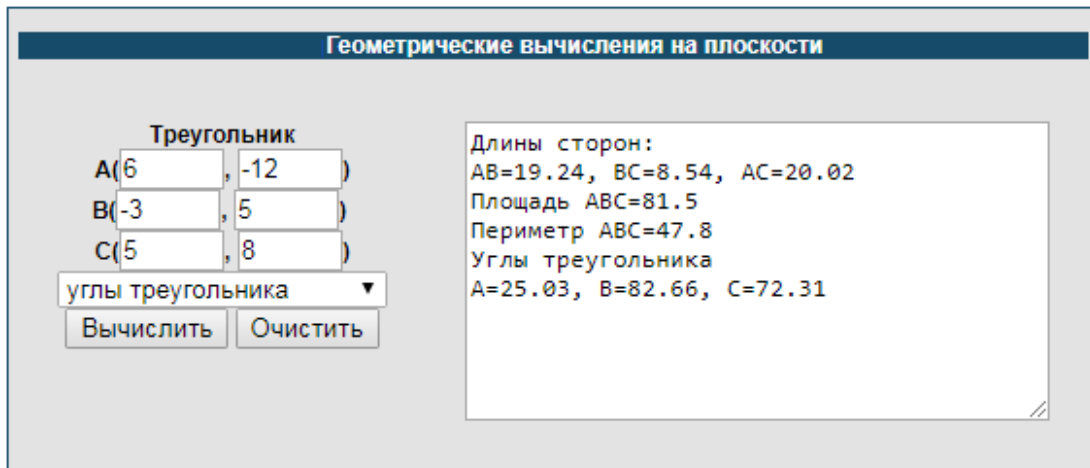 Геометрические вычисления на плоскости
Треугольник
A(6, -12)
B(-3, 5)
C(5, 8)
углы треугольника
Вычислить Очистить
Длины сторон:
AB=19.24, BC=8.54, AC=20.02
Площадь ABC=81.5
Периметр ABC=47.8
Углы треугольника
A=25.03, B=82.66, C=72.31